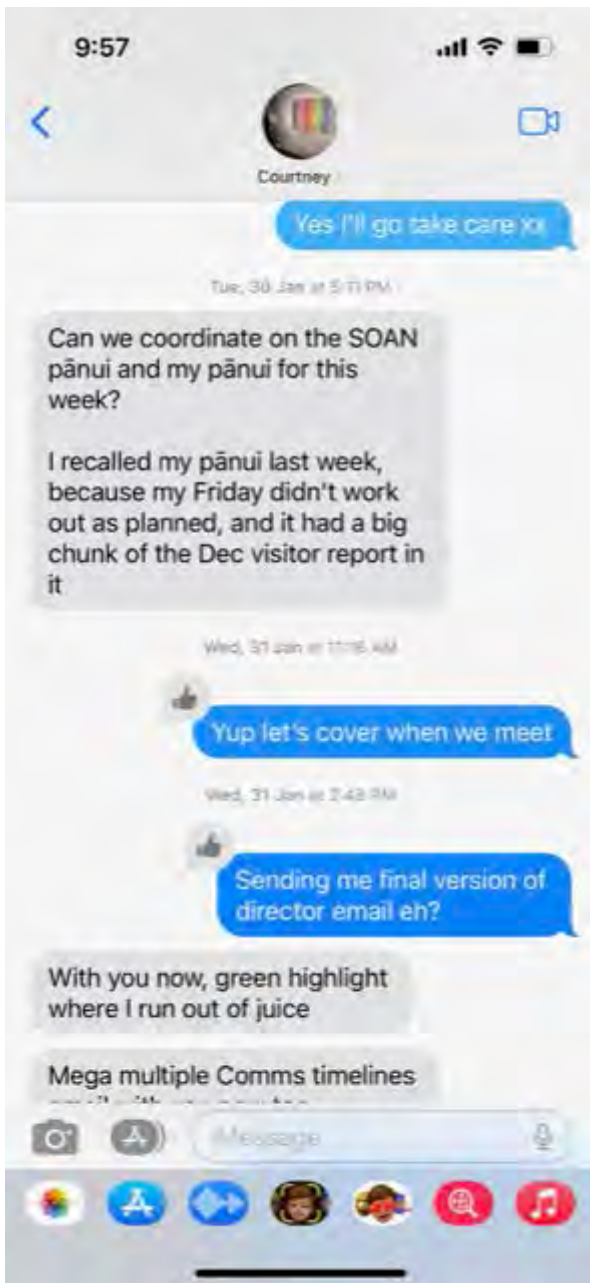 9:57
Courtney
Yes I'll go take care xx
Tue, 30 Jan at 5:11 PM
Can we coordinate on the SOAN
pānui and my pānui for this
week?
I recalled my pānui last week,
because my Friday didn't work
out as planned, and it had a big
chunk of the Dec visitor report in
it
Wed, 31 Jan at 11:16 AM
Yup let's cover when we meet
Wed, 31 Jan at 2:43 PM
Sending me final version of
director email eh?
With you now, green highlight
where I run out of juice
Mega multiple Comms timelines
iMessage